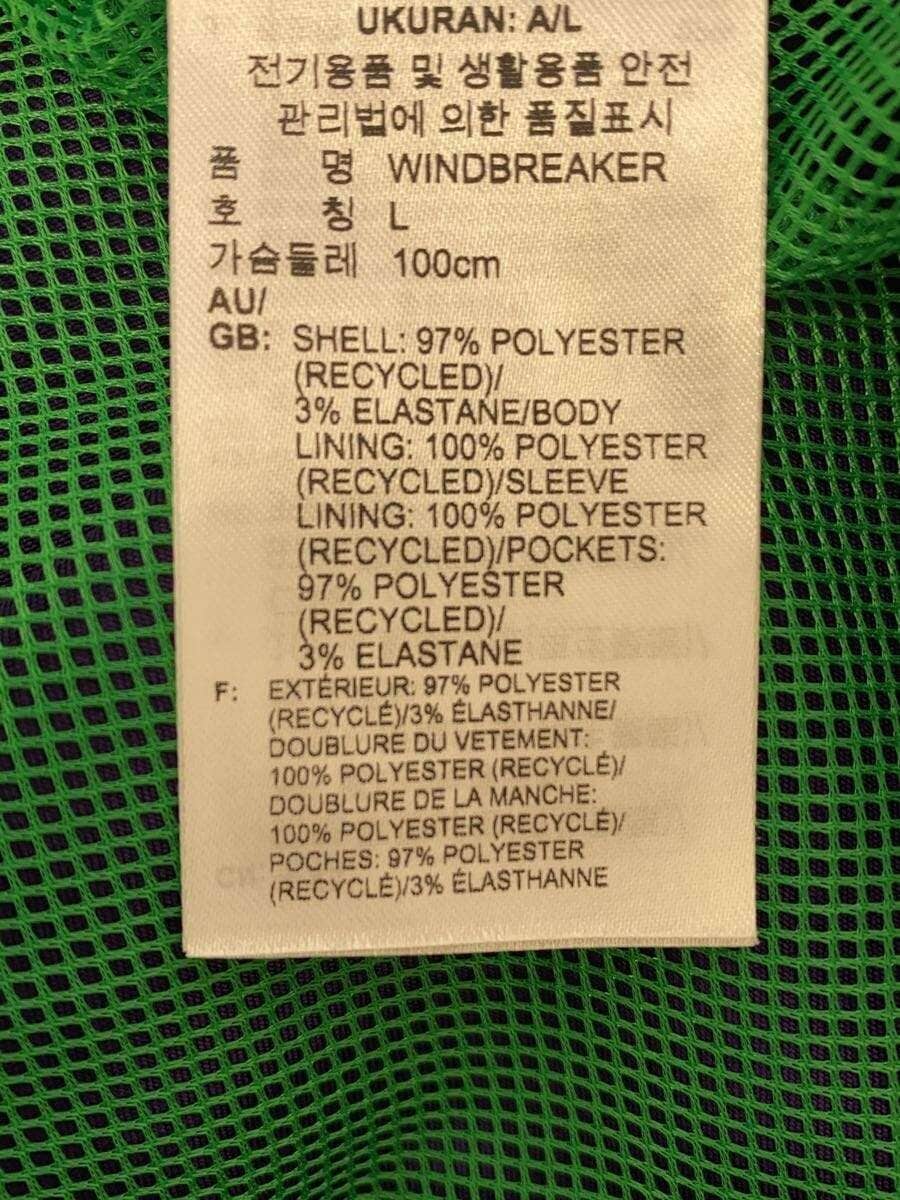 UKURAN: A/L
전기용품 및 생활용품 안전
관리법에 의한 품질표시
품 명 WINDBREAKER
호 칭 L
가슴둘레 100cm
AU/
GB: SHELL: 97% POLYESTER
(RECYCLED)/
3% ELASTANE/BODY
LINING: 100% POLYESTER
(RECYCLED)/SLEEVE
LINING: 100% POLYESTER
(RECYCLED)/POCKETS:
97% POLYESTER
(RECYCLED)/
3% ELASTANE
F: EXTÉRIEUR: 97% POLYESTER
(RECYCLÉ)/3% ÉLASTHANNE/
DOUBLURE DU VETEMENT:
100% POLYESTER (RECYCLÉ)/
DOUBLURE DE LA MANCHE:
100% POLYESTER (RECYCLÉ)/
POCHES: 97% POLYESTER
(RECYCLÉ)/3% ÉLASTHANNE